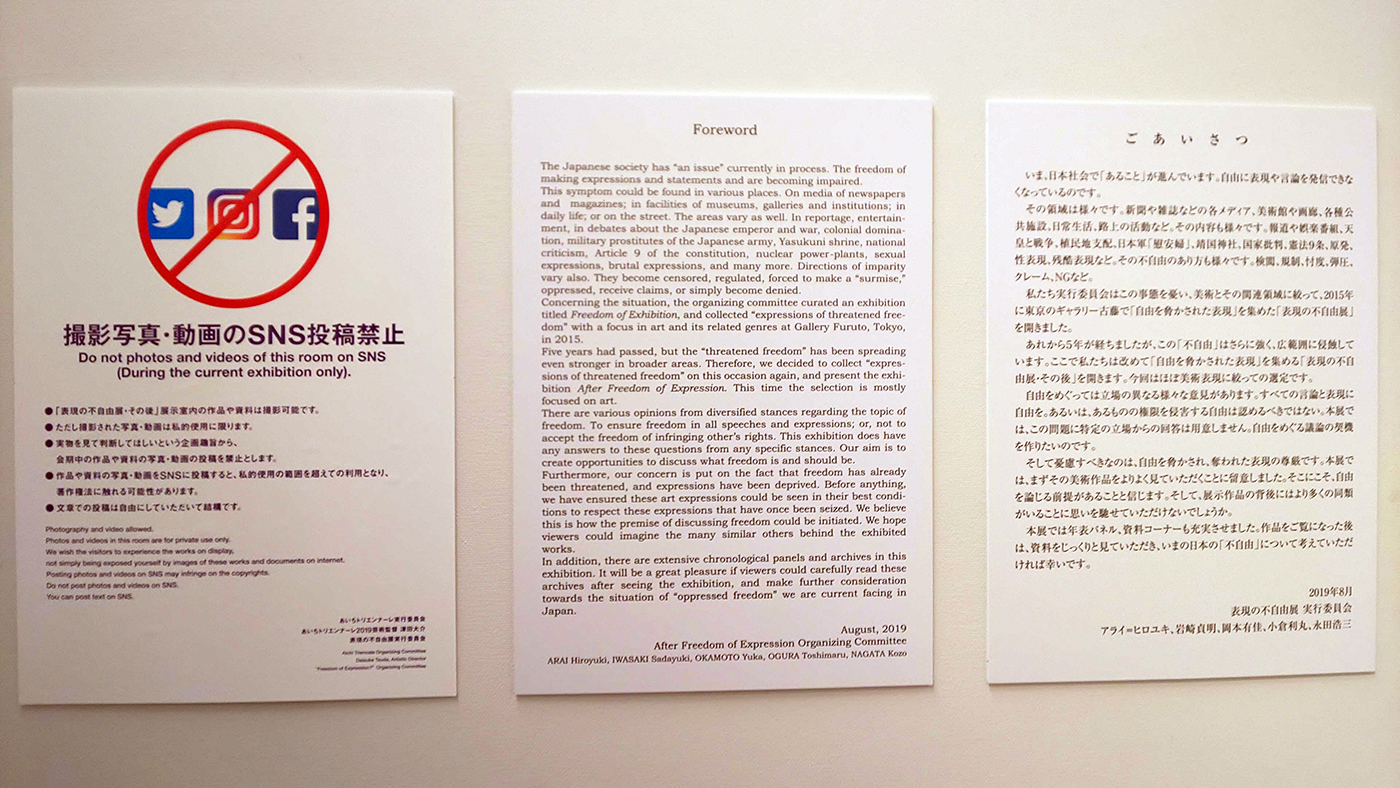 撮影写真・動画のSNS投稿禁止
Do not photos and videos of this room on SNS
(During the current exhibition only).
●「表現の不自由展・その後」展示室内の作品や資料は撮影可能です。
●ただし撮影された写真・動画は私的使用に限ります。
●実物を見て判断してほしいという企画趣旨から、
会期中の作品や資料の写真・動画の投稿を禁止とします。
●作品や資料の写真・動画をSNSに投稿すると、私的使用の範囲を超えての利用となり、
著作権法に触れる可能性があります。
●文章での投稿は自由にしていただいて結構です。
Photography and video allowed.
Photos and videos in this room are for private use only.
We wish the visitors to experience the works on display,
not simply being exposed yourself by images of these works and documents on internet.
Posting photos and videos on SNS may infringe on the copyrights.
Do not post photos and videos on SNS.
You can post text on SNS.
あいちトリエンナーレ実行委員会
あいちトリエンナーレ2019芸術監督 津田大介
表現の不自由展実行委員会
Aichi Triennale Organizing Committee
Daisuke Tsuda, Artistic Director
"Freedom of Expression?" Organizing Committee
Foreword
The Japanese society has “an issue” currently in process. The freedom of
making expressions and statements and are becoming impaired.
This symptom could be found in various places. On media of newspapers
and magazines; in facilities of museums, galleries and institutions; in
daily life; or on the street. The areas vary as well. In reportage, entertain-
ment, in debates about the Japanese emperor and war, colonial domina-
tion, military prostitutes of the Japanese army, Yasukuni shrine, national
criticism, Article 9 of the constitution, nuclear power-plants, sexual
expressions, brutal expressions, and many more. Directions of imparity
vary also. They become censored, regulated, forced to make a “surmise,”
oppressed, receive claims, or simply become denied.
Concerning the situation, the organizing committee curated an exhibition
titled Freedom of Exhibition, and collected “expressions of threatened free-
dom” with a focus in art and its related genres at Gallery Furuto, Tokyo,
in 2015.
Five years had passed, but the “threatened freedom” has been spreading
even stronger in broader areas. Therefore, we decided to collect “expres-
sions of threatened freedom” on this occasion again, and present the exhi-
bition After Freedom of Expression. This time the selection is mostly
focused on art.
There are various opinions from diversified stances regarding the topic of
freedom. To ensure freedom in all speeches and expressions; or, not to
accept the freedom of infringing other’s rights. This exhibition does have
any answers to these questions from any specific stances. Our aim is to
create opportunities to discuss what freedom is and should be.
Furthermore, our concern is put on the fact that freedom has already
been threatened, and expressions have been deprived. Before anything,
we have ensured these art expressions could be seen in their best condi-
tions to respect these expressions that have once been seized. We believe
this is how the premise of discussing freedom could be initiated. We hope
viewers could imagine the many similar others behind the exhibited
works.
In addition, there are extensive chronological panels and archives in this
exhibition. It will be a great pleasure if viewers could carefully read these
archives after seeing the exhibition, and make further consideration
towards the situation of “oppressed freedom” we are current facing in
Japan.
August, 2019
After Freedom of Expression Organizing Committee
ARAI Hiroyuki, IWASAKI Sadayuki, OKAMOTO Yuka, OGURA Toshimaru, NAGATA Kozo
ごあいさつ
いま、日本社会で「あること」が進んでいます。自由に表現や言論を発信できな
くなっているのです。
その領域は様々です。新聞や雑誌などの各メディア、美術館や画廊、各種公
共施設、日常生活、路上の活動など。その内容も様々です。報道や娯楽番組、天
皇と戦争、植民地支配、日本軍「慰安婦」、靖国神社、国家批判、憲法9条、原発、
性表現、残酷表現など。その不自由のあり方も様々です。検閲、規制、忖度、弾圧、
クレーム、NGなど。
私たち実行委員会はこの事態を憂い、美術とその関連領域に絞って、2015年
に東京のギャラリー古藤で「自由を脅かされた表現」を集めた「表現の不自由展」
を開きました。
あれから5年が経ちましたが、この「不自由」はさらに強く、広範囲に侵蝕して
います。ここで私たちは改めて「自由を脅かされた表現」を集める「表現の不自
由展・その後」を開きます。今回はほぼ美術表現に絞っての選定です。
自由をめぐっては立場の異なる様々な意見があります。すべての言論と表現に
自由を。あるいは、あるものの権限を侵害する自由は認めるべきではない。本展で
は、この問題に特定の立場からの回答は用意しません。自由をめぐる議論の契機
を作りたいのです。
そして憂慮すべきなのは、自由を脅かされ、奪われた表現の尊厳です。本展で
は、まずその美術作品をよりよく見ていただくことに留意しました。そこにこそ、自由
を論じる前提があることと信じます。そして、展示作品の背後にはより多くの同類
がいることに思いを馳せていただけないでしょうか。
本展では年表パネル、資料コーナーも充実させました。作品をご覧になった後
は、資料をじっくりと見ていただき、いまの日本の「不自由」について考えていただ
ければ幸いです。
2019年8月
表現の不自由展 実行委員会
アライ=ヒロユキ、岩崎貞明、岡本有佳、小倉利丸、永田浩三